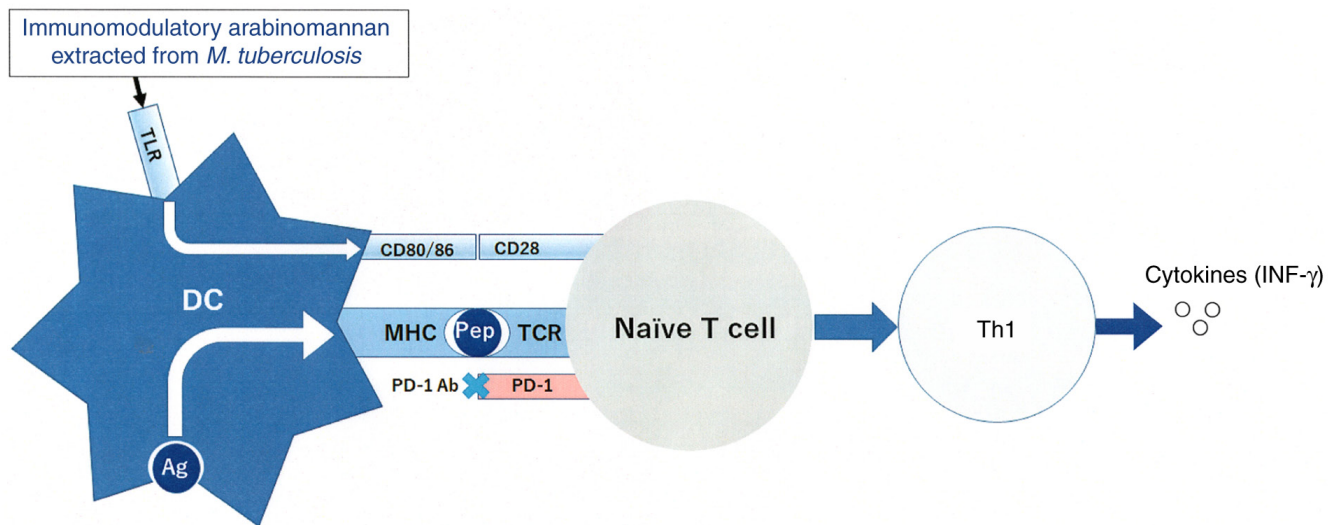 Immunomodulatory arabinomannan
extracted from M. tuberculosis
TLR
CD80/86
CD28
DC
MHC
Pep
TCR
Naïve T cell
Th1
Cytokines (INF-γ)
PD-1 Ab
PD-1
Ag